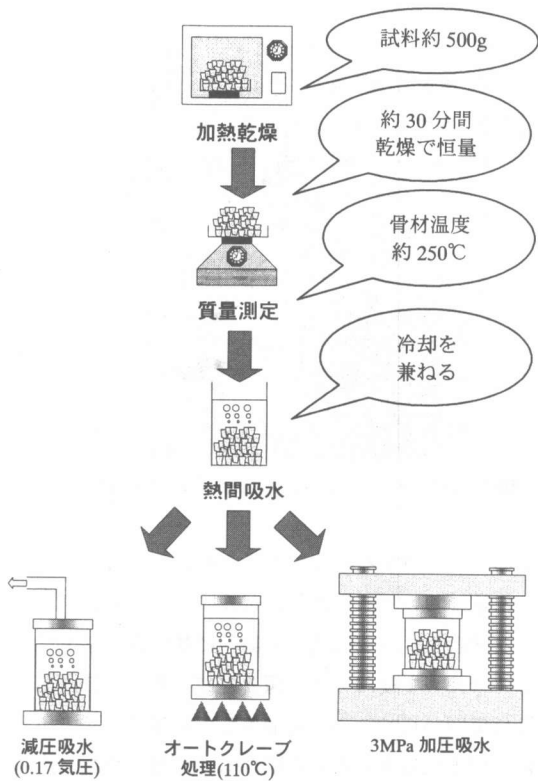 試料約 500g
加熱乾燥
約 30 分間
乾燥で恒量
骨材温度
約 250℃
質量測定
冷却を
兼ねる
熱間吸水
減圧吸水
(0.17 気圧)
オートクレーブ
処理(110℃)
3MPa 加圧吸水